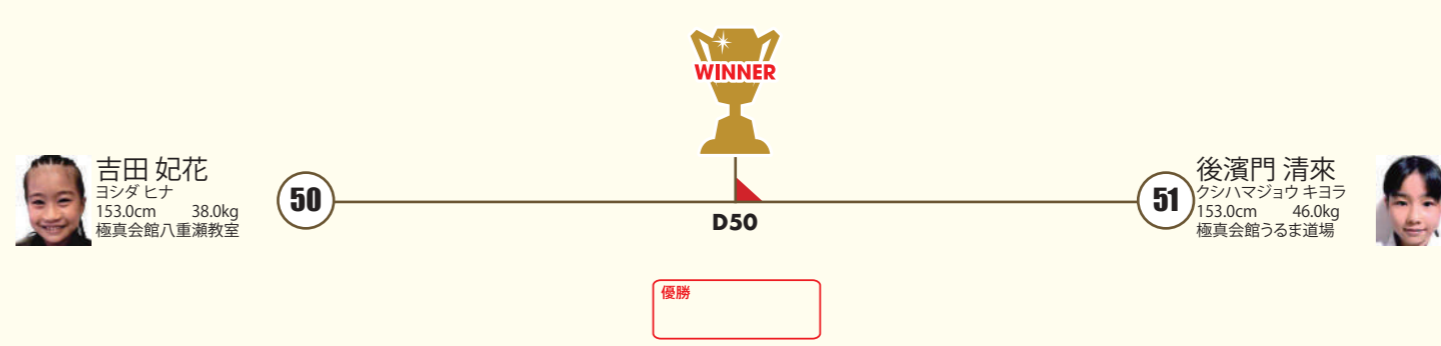 WINNER
吉田 妃花
ヨシダ ヒナ
153.0cm 38.0kg
極真会館八重瀬教室
50
D50
51
後濱門 清來
クシハマジョウ キヨラ
153.0cm 46.0kg
極真会館うるま道場
優勝